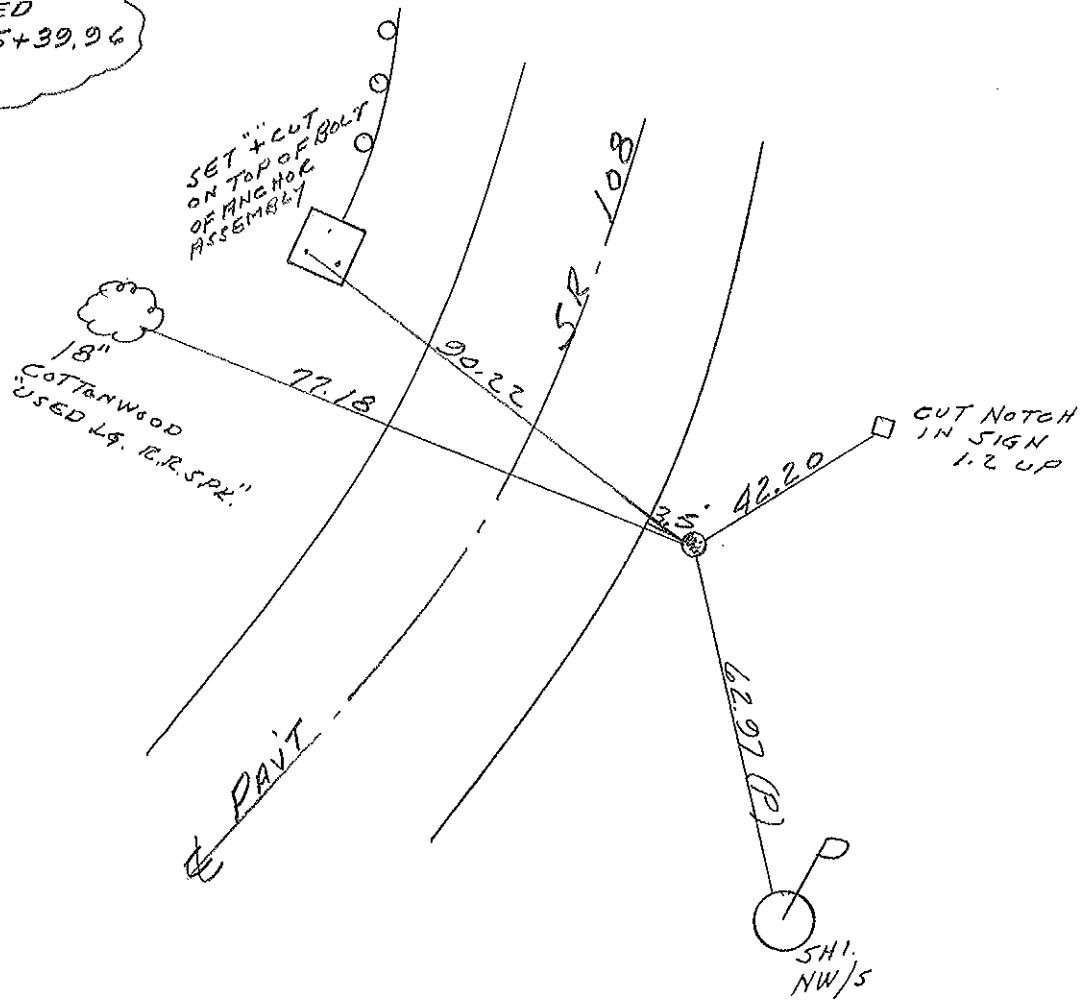 ED
5+39.96
SET "+" CUT
ON TOP OF BOLT
OF ANCHOR
ASSEMBLY
SR 108
18"
COTTONWOOD
"USED LG. R.R.SPK."
77.18
90.22
3.5'
42.20
CUT NOTCH
IN SIGN
1.2 UP
62.97 (P)
℄ PAV'T
P
SHI.
NW/S